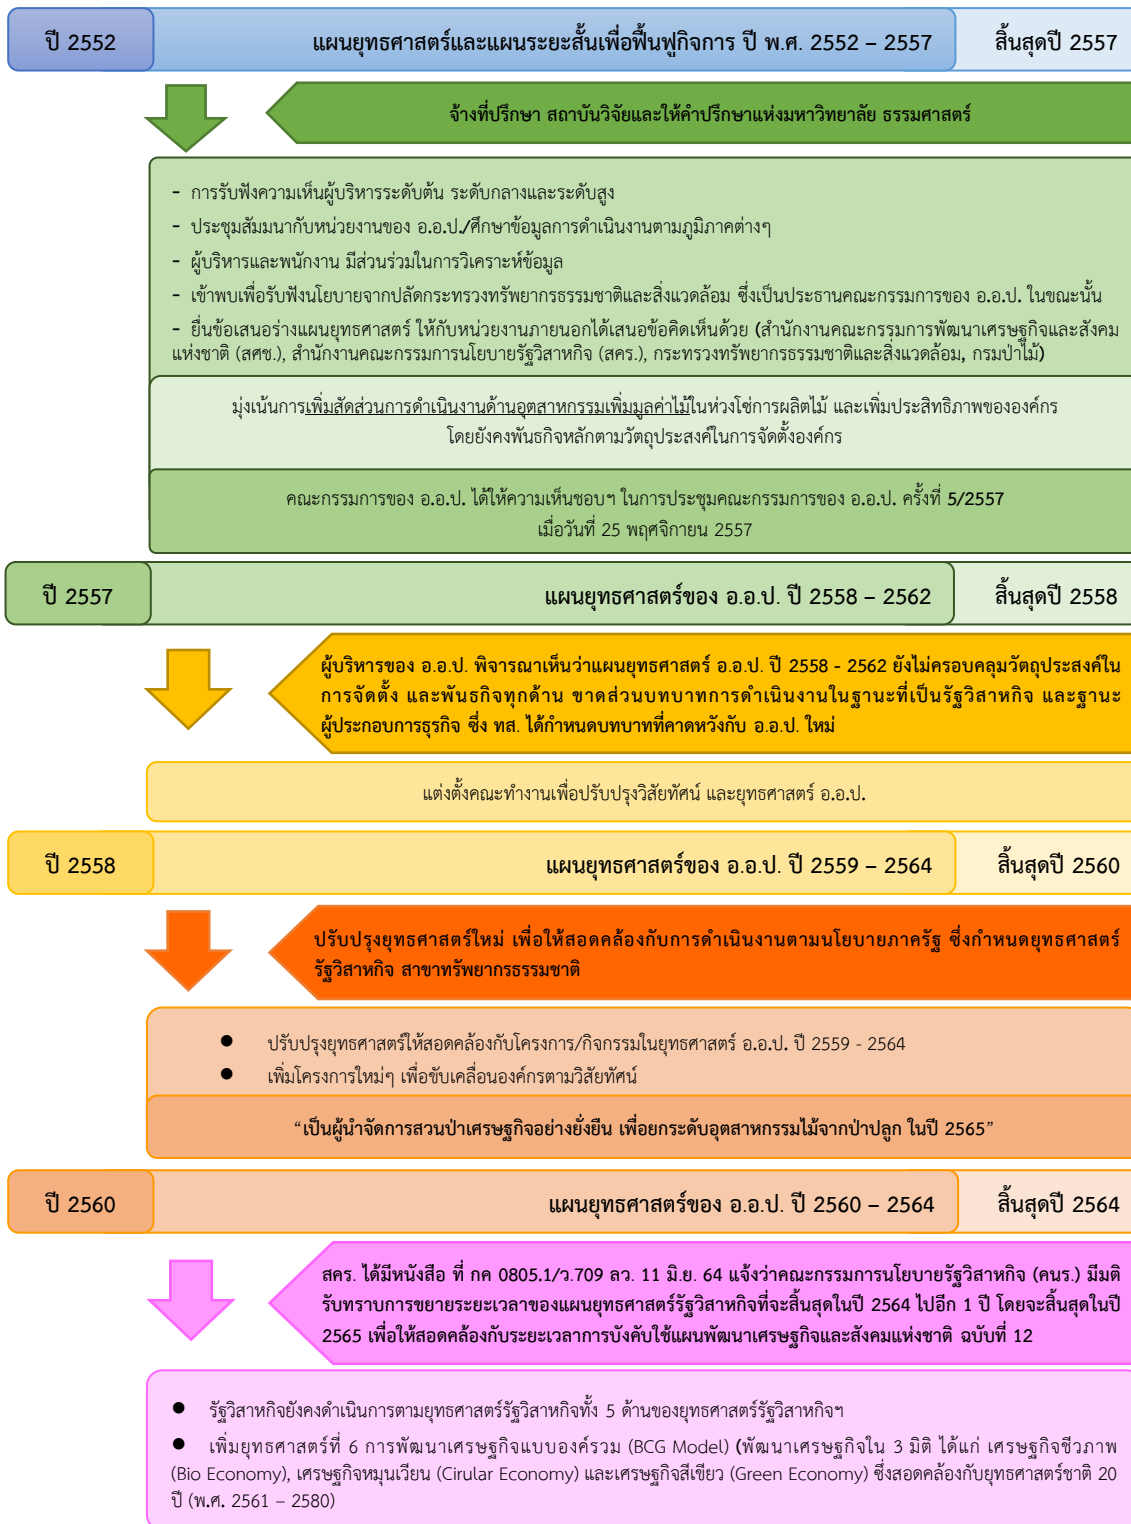 ปี 2552 แผนยุทธศาสตร์และแผนระยะสั้นเพื่อฟื้นฟูกิจการ ปี พ.ศ. 2552 – 2557 สิ้นสุดปี 2557
จ้างที่ปรึกษา สถาบันวิจัยและให้คำปรึกษาแห่งมหาวิทยาลัย ธรรมศาสตร์
- การรับฟังความเห็นผู้บริหารระดับต้น ระดับกลางและระดับสูง
- ประชุมสัมมนากับหน่วยงานของ อ.อ.ป./ศึกษาข้อมูลการดำเนินงานตามภูมิภาคต่างๆ
- ผู้บริหารและพนักงาน มีส่วนร่วมในการวิเคราะห์ข้อมูล
- เข้าพบเพื่อรับฟังนโยบายจากปลัดกระทรวงทรัพยากรธรรมชาติและสิ่งแวดล้อม ซึ่งเป็นประธานคณะกรรมการของ อ.อ.ป. ในขณะนั้น
- ยื่นข้อเสนอร่างแผนยุทธศาสตร์ ให้กับหน่วยงานภายนอกได้เสนอข้อคิดเห็นด้วย (สำนักงานคณะกรรมการพัฒนาเศรษฐกิจและสังคม
แห่งชาติ (สศช.), สำนักงานคณะกรรมการนโยบายรัฐวิสาหกิจ (สคร.), กระทรวงทรัพยากรธรรมชาติและสิ่งแวดล้อม, กรมป่าไม้)
มุ่งเน้นการเพิ่มสัดส่วนการดำเนินงานด้านอุตสาหกรรมเพิ่มมูลค่าไม้ในห่วงโซ่การผลิตไม้ และเพิ่มประสิทธิภาพขององค์กร
โดยยังคงพันธกิจหลักตามวัตถุประสงค์ในการจัดตั้งองค์กร
คณะกรรมการของ อ.อ.ป. ได้ให้ความเห็นชอบฯ ในการประชุมคณะกรรมการของ อ.อ.ป. ครั้งที่ 5/2557
เมื่อวันที่ 25 พฤศจิกายน 2557
ปี 2557 แผนยุทธศาสตร์ของ อ.อ.ป. ปี 2558 – 2562 สิ้นสุดปี 2558
ผู้บริหารของ อ.อ.ป. พิจารณาเห็นว่าแผนยุทธศาสตร์ อ.อ.ป. ปี 2558 - 2562 ยังไม่ครอบคลุมวัตถุประสงค์ใน
การจัดตั้ง และพันธกิจทุกด้าน ขาดส่วนบทบาทการดำเนินงานในฐานะที่เป็นรัฐวิสาหกิจ และฐานะ
ผู้ประกอบการธุรกิจ ซึ่ง ทส. ได้กำหนดบทบาทที่คาดหวังกับ อ.อ.ป. ใหม่
แต่งตั้งคณะทำงานเพื่อปรับปรุงวิสัยทัศน์ และยุทธศาสตร์ อ.อ.ป.
ปี 2558 แผนยุทธศาสตร์ของ อ.อ.ป. ปี 2559 – 2564 สิ้นสุดปี 2560
ปรับปรุงยุทธศาสตร์ใหม่ เพื่อให้สอดคล้องกับการดำเนินงานตามนโยบายภาครัฐ ซึ่งกำหนดยุทธศาสตร์
รัฐวิสาหกิจ สาขาทรัพยากรธรรมชาติ
● ปรับปรุงยุทธศาสตร์ให้สอดคล้องกับโครงการ/กิจกรรมในยุทธศาสตร์ อ.อ.ป. ปี 2559 - 2564
● เพิ่มโครงการใหม่ๆ เพื่อขับเคลื่อนองค์กรตามวิสัยทัศน์
“เป็นผู้นำจัดการสวนป่าเศรษฐกิจอย่างยั่งยืน เพื่อยกระดับอุตสาหกรรมไม้จากป่าปลูก ในปี 2565”
ปี 2560 แผนยุทธศาสตร์ของ อ.อ.ป. ปี 2560 – 2564 สิ้นสุดปี 2564
สคร. ได้มีหนังสือ ที่ กค 0805.1/ว.709 ลว. 11 มิ.ย. 64 แจ้งว่าคณะกรรมการนโยบายรัฐวิสาหกิจ (คนร.) มีมติ
รับทราบการขยายระยะเวลาของแผนยุทธศาสตร์รัฐวิสาหกิจที่จะสิ้นสุดในปี 2564 ไปอีก 1 ปี โดยจะสิ้นสุดในปี
2565 เพื่อให้สอดคล้องกับระยะเวลาการบังคับใช้แผนพัฒนาเศรษฐกิจและสังคมแห่งชาติ ฉบับที่ 12
● รัฐวิสาหกิจยังคงดำเนินการตามยุทธศาสตร์รัฐวิสาหกิจทั้ง 5 ด้านของยุทธศาสตร์รัฐวิสาหกิจฯ
● เพิ่มยุทธศาสตร์ที่ 6 การพัฒนาเศรษฐกิจแบบองค์รวม (BCG Model) (พัฒนาเศรษฐกิจใน 3 มิติ ได้แก่ เศรษฐกิจชีวภาพ
(Bio Economy), เศรษฐกิจหมุนเวียน (Cirular Economy) และเศรษฐกิจสีเขียว (Green Economy) ซึ่งสอดคล้องกับยุทธศาสตร์ชาติ 20
ปี (พ.ศ. 2561 – 2580)